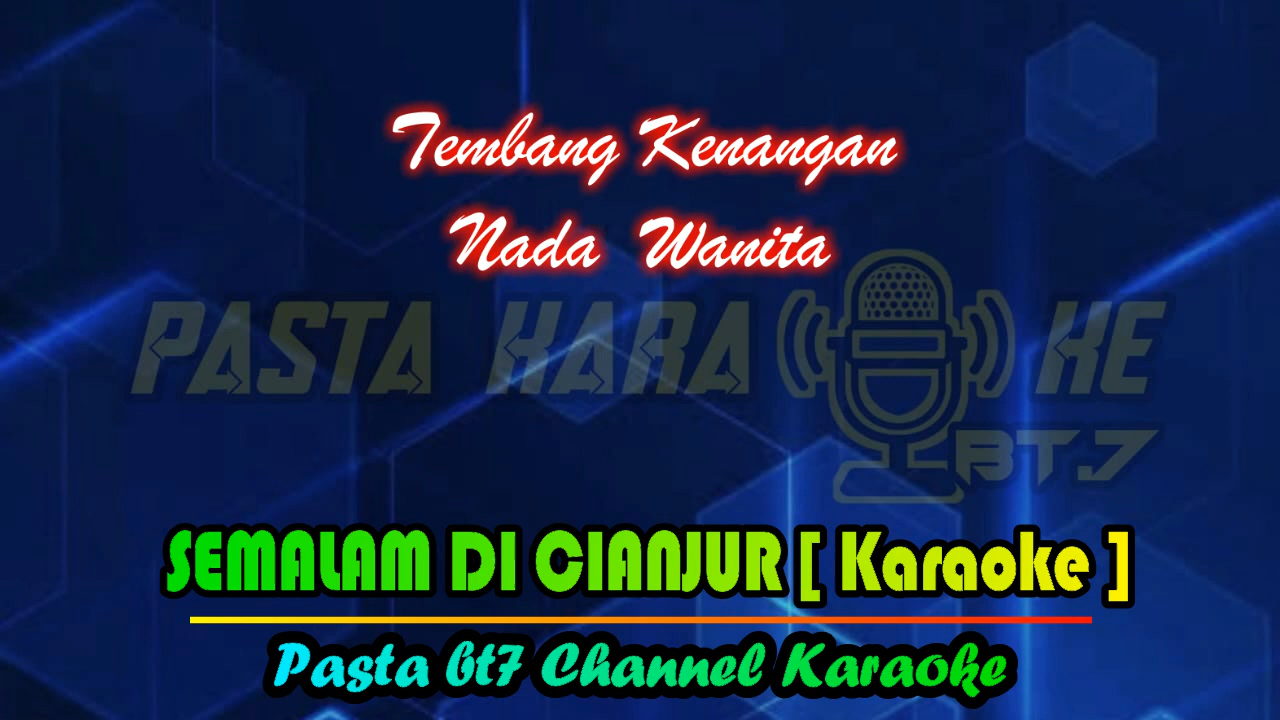 Tembang Kenangan
Nada Wanita
PASTA KARAOKE
BT7
SEMALAM DI CIANJUR [ Karaoke ]
Pasta bt7 Channel Karaoke